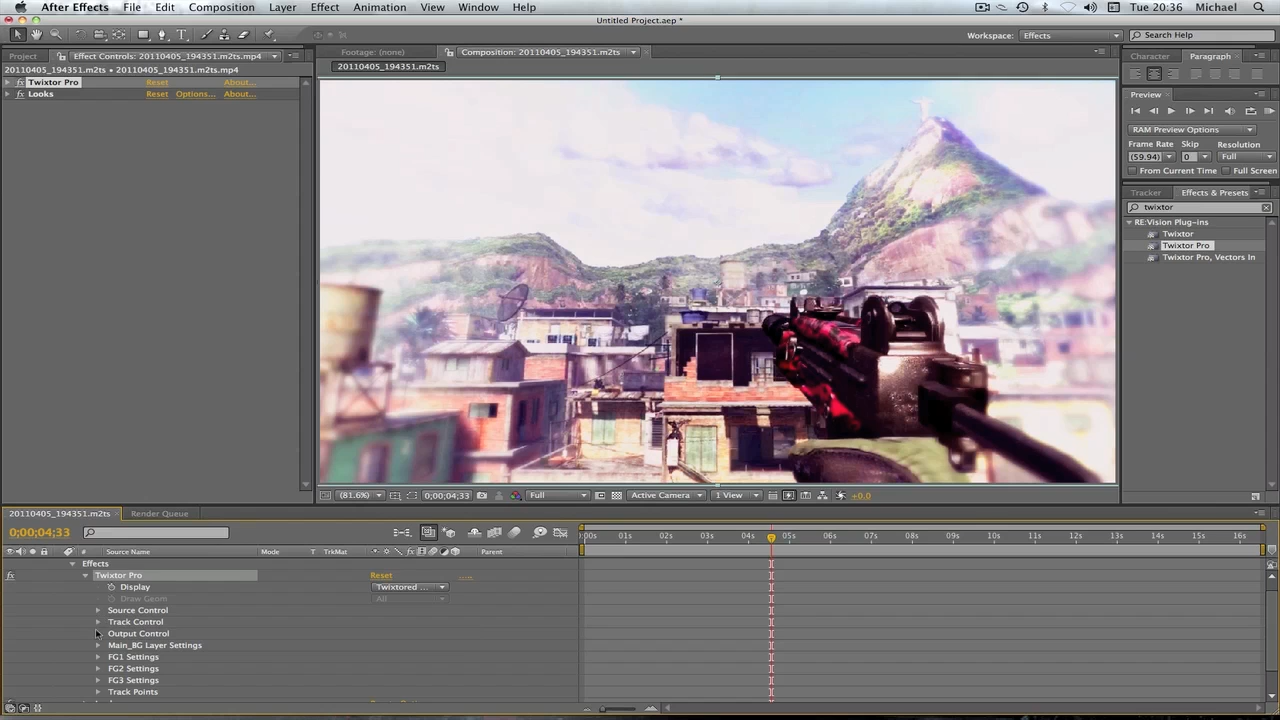 After Effects File Edit Composition Layer Effect Animation View Window Help Tue 20:36 Michael
Untitled Project.aep *
Workspace: Effects Search Help
Project Effect Controls: 20110405_194351.m2ts.mp4
20110405_194351.m2ts • 20110405_194351.m2ts.mp4
Twixtor Pro Reset About...
Looks Reset Options... About...
Footage: (none) Composition: 20110405_194351.m2ts
20110405_194351.m2ts
Character Paragraph
Preview
RAM Preview Options
Frame Rate Skip Resolution
(59.94) 0 Full
From Current Time Full Screen
Tracker Effects & Presets
twixtor
RE:Vision Plug-ins
Twixtor
Twixtor Pro
Twixtor Pro, Vectors In
(81.6%) 0;00;04;33 Full Active Camera 1 View +0.0
20110405_194351.m2ts Render Queue
0;00;04;33
:00s 01s 02s 03s 04s 05s 06s 07s 08s 09s 10s 11s 12s 13s 14s 15s 16s
# Source Name Mode T TrkMat Parent
Effects
Twixtor Pro Reset
Display Twixtored ...
Draw Geom All
Source Control
Track Control
Output Control
Main_BG Layer Settings
FG1 Settings
FG2 Settings
FG3 Settings
Track Points